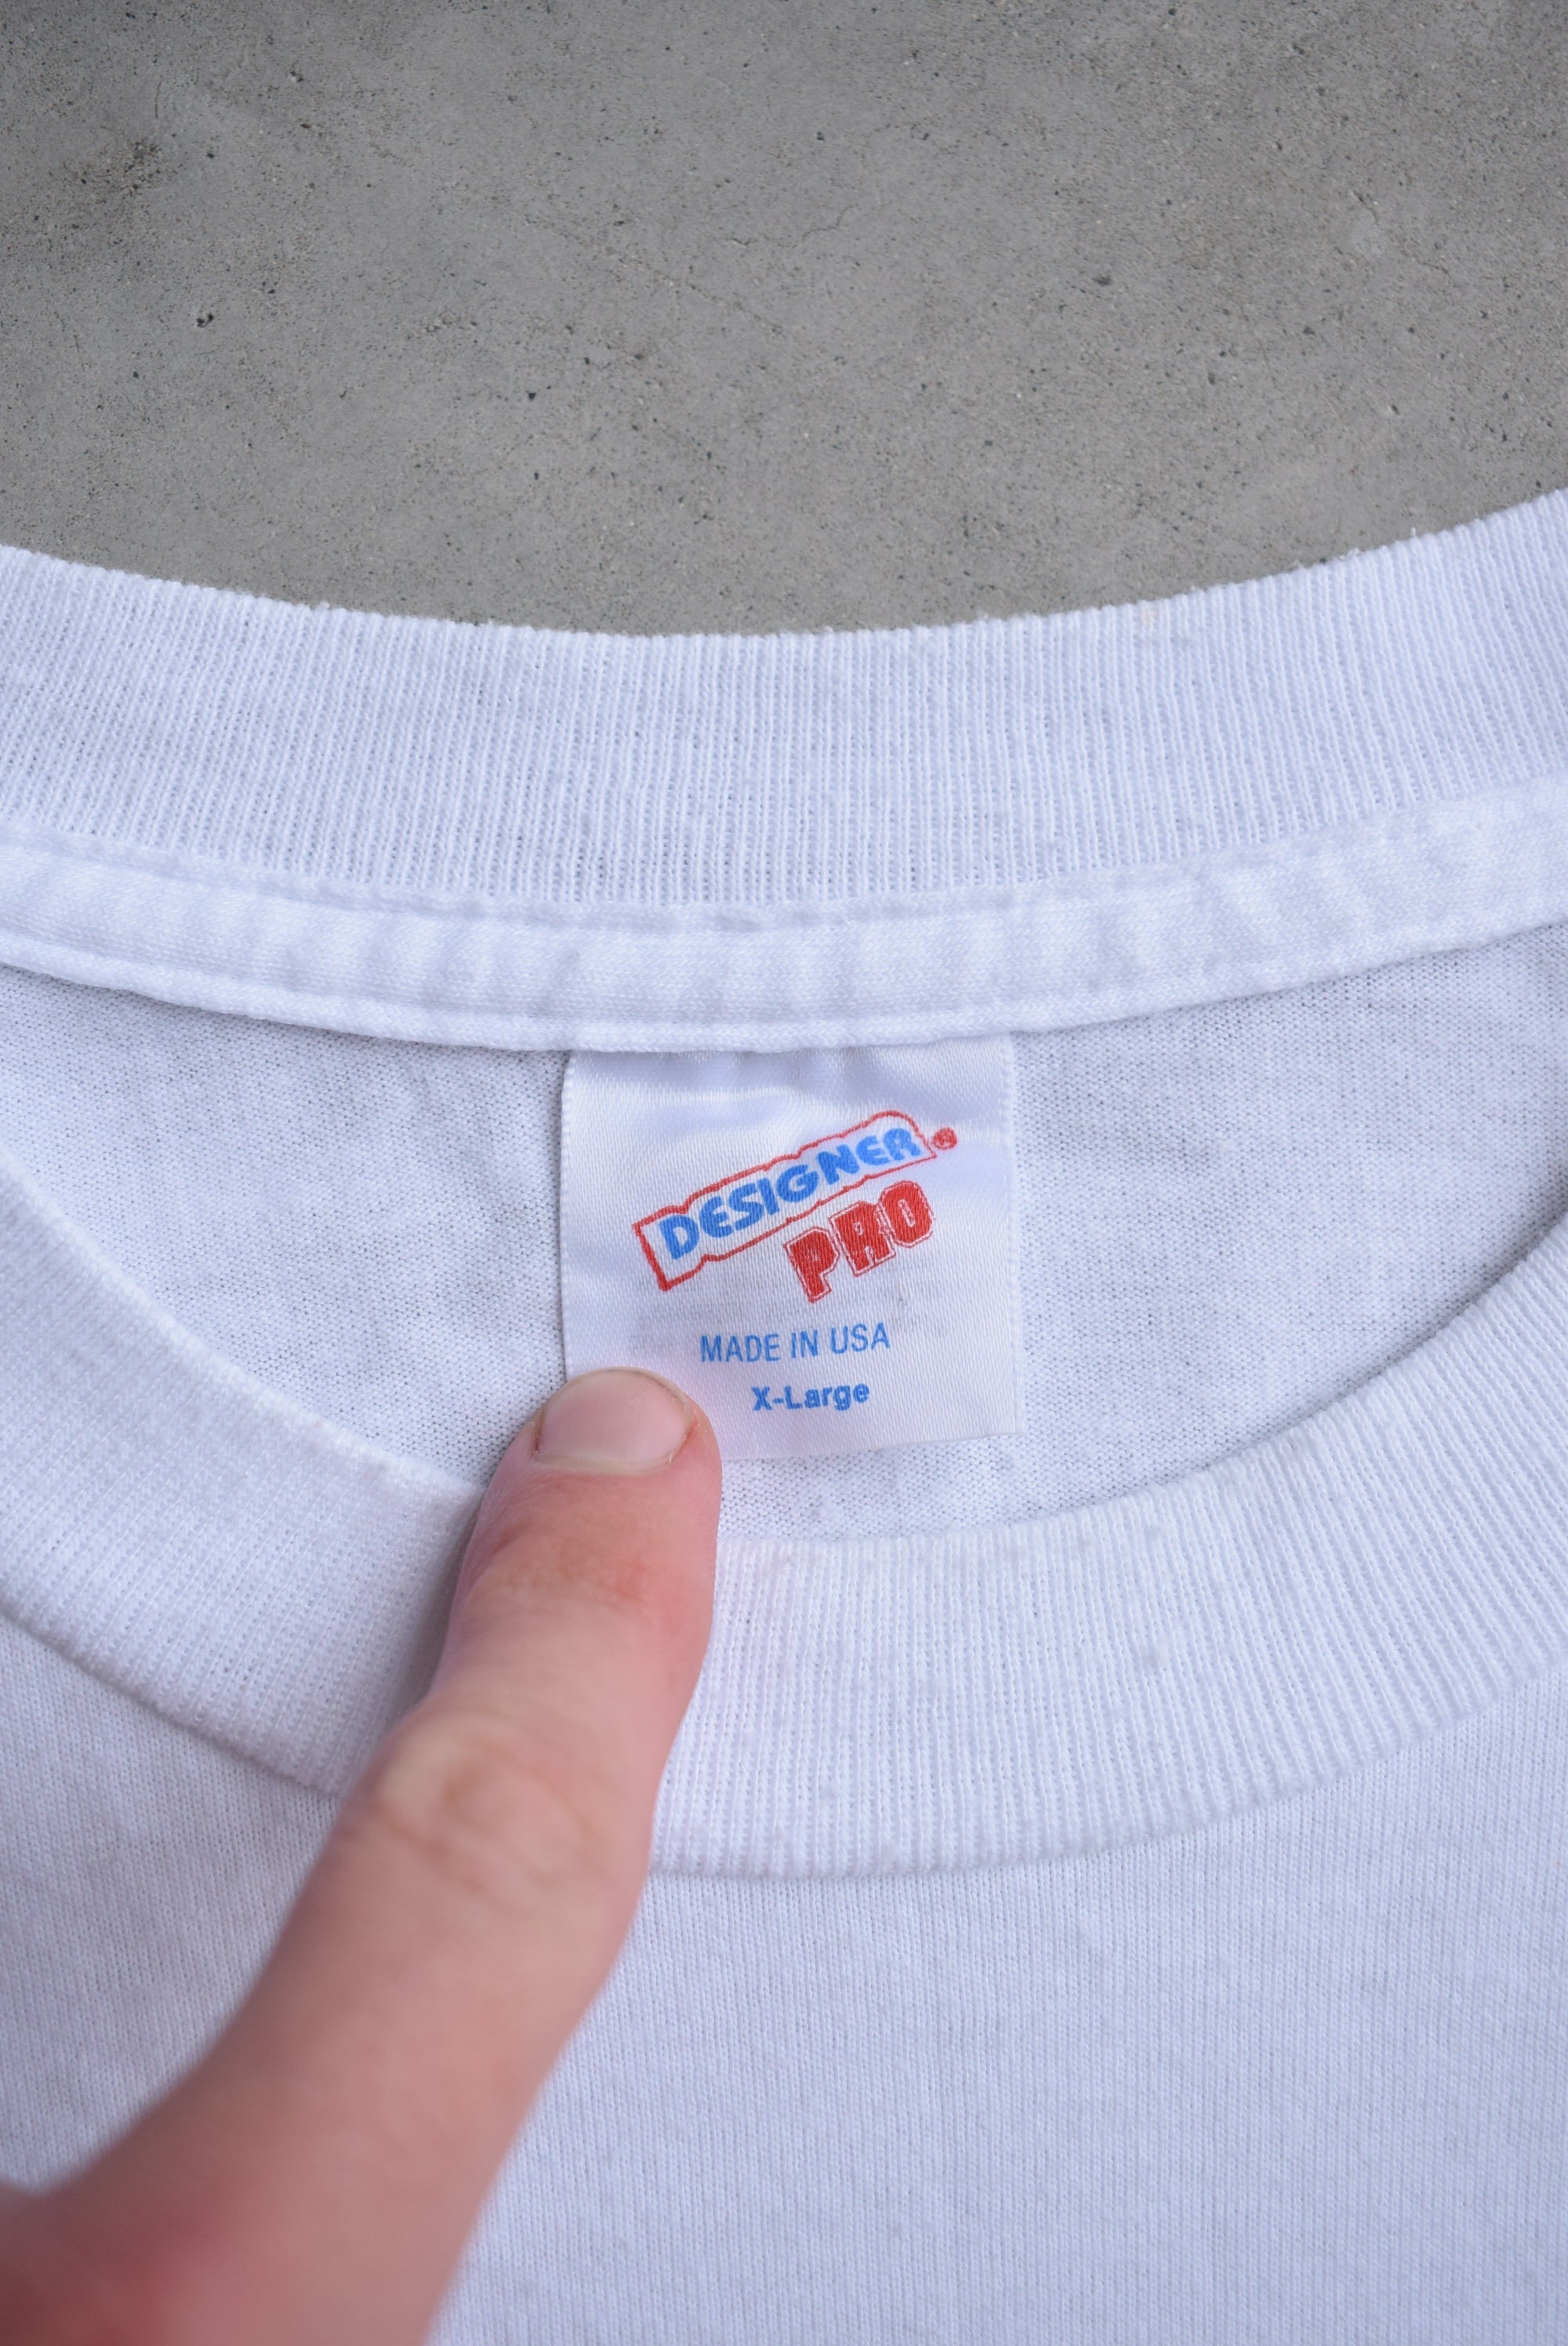 DESIGNER®
PRO
MADE IN USA
X-Large